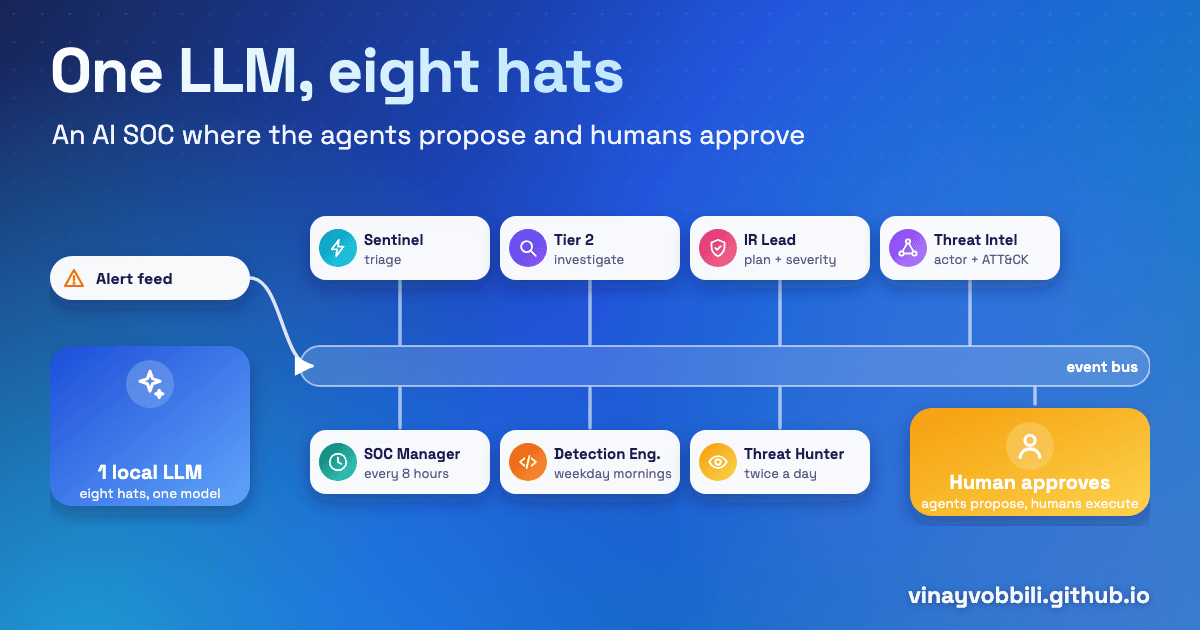 One LLM, eight hats
An AI SOC where the agents propose and humans approve
Sentinel
triage
Tier 2
investigate
IR Lead
plan + severity
Threat Intel
actor + ATT&CK
Alert feed
event bus
1 local LLM
eight hats, one model
SOC Manager
every 8 hours
Detection Eng.
weekday mornings
Threat Hunter
twice a day
Human approves
agents propose, humans execute
vinayvobbili.github.io